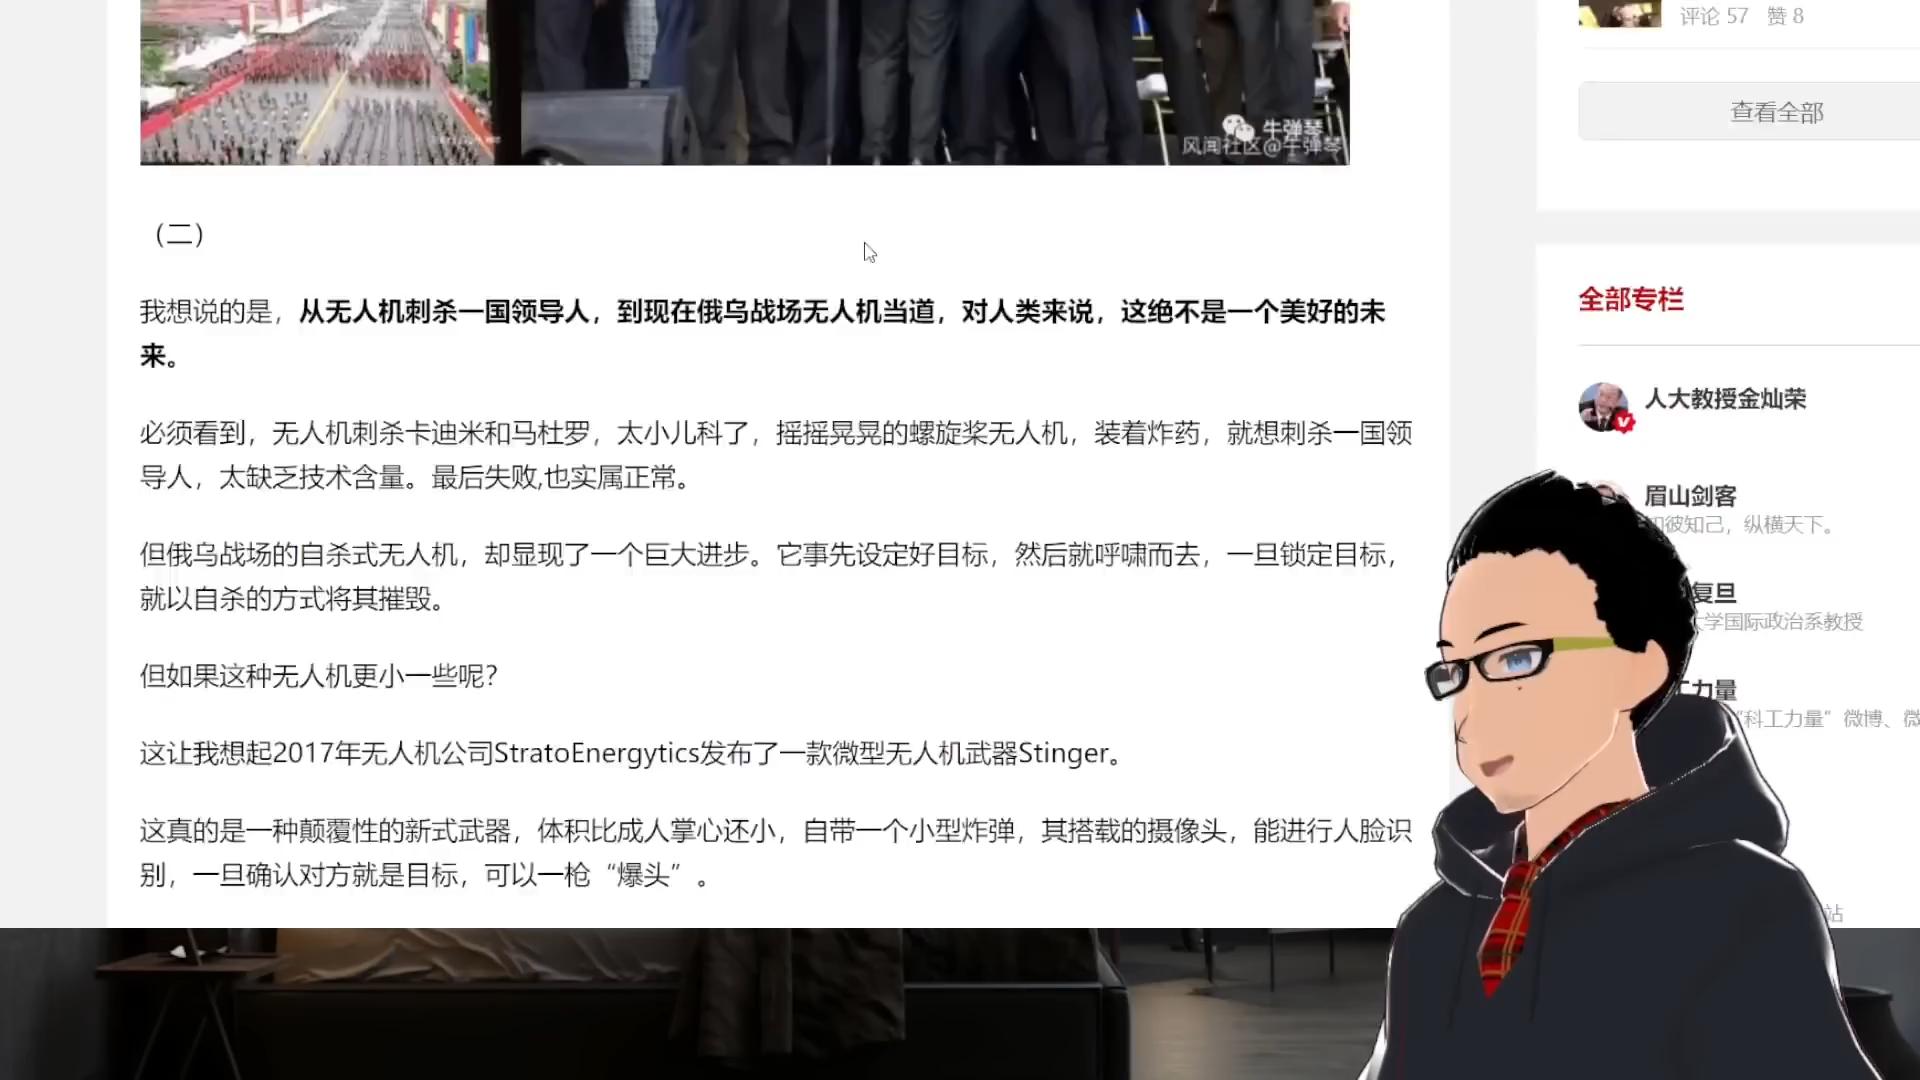 评论 57 赞 8
查看全部
牛弹琴
风闻社区@牛弹琴
（二）
我想说的是，从无人机刺杀一国领导人，到现在俄乌战场无人机当道，对人类来说，这绝不是一个美好的未
来。
必须看到，无人机刺杀卡迪米和马杜罗，太小儿科了，摇摇晃晃的螺旋桨无人机，装着炸药，就想刺杀一国领
导人，太缺乏技术含量。最后失败,也实属正常。
但俄乌战场的自杀式无人机，却显现了一个巨大进步。它事先设定好目标，然后就呼啸而去，一旦锁定目标，
就以自杀的方式将其摧毁。
但如果这种无人机更小一些呢？
这让我想起2017年无人机公司StratoEnergytics发布了一款微型无人机武器Stinger。
这真的是一种颠覆性的新式武器，体积比成人掌心还小，自带一个小型炸弹，其搭载的摄像头，能进行人脸识
别，一旦确认对方就是目标，可以一枪“爆头”。
全部专栏
人大教授金灿荣
眉山剑客
彼知己，纵横天下。
复旦
学国际政治系教授
力量
“科工力量”微博、微
站